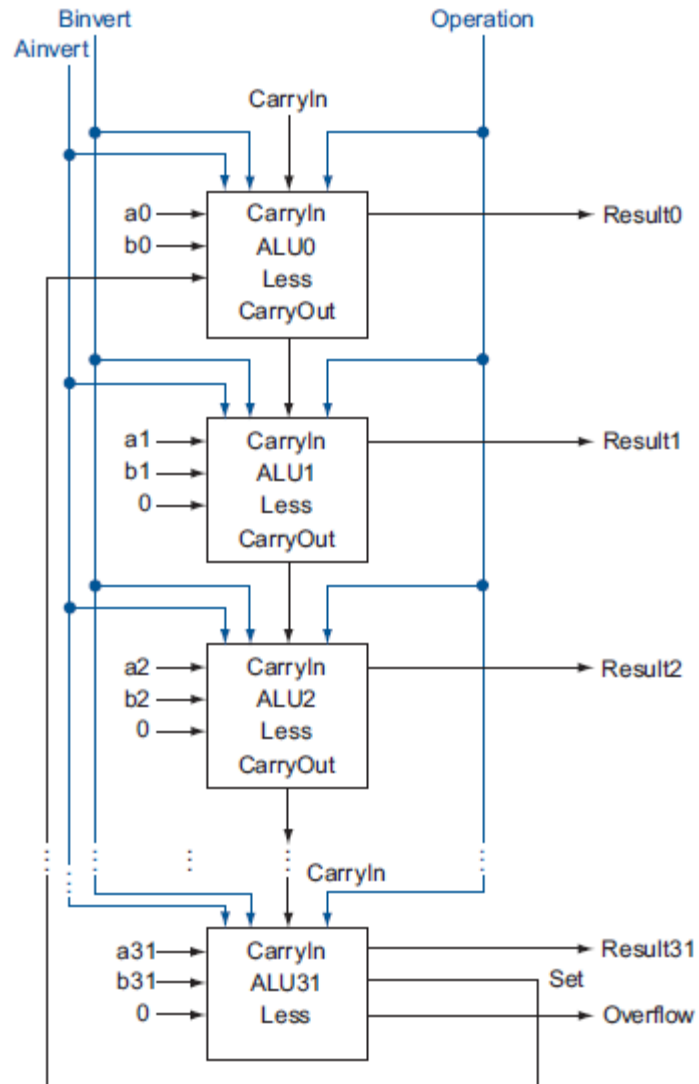 Binvert Operation
Ainvert
CarryIn
a0 CarryIn Result0
b0 ALU0
Less
CarryOut
a1 CarryIn Result1
b1 ALU1
0 Less
CarryOut
a2 CarryIn Result2
b2 ALU2
0 Less
CarryOut
CarryIn
a31 CarryIn Result31
b31 ALU31 Set
0 Less Overflow